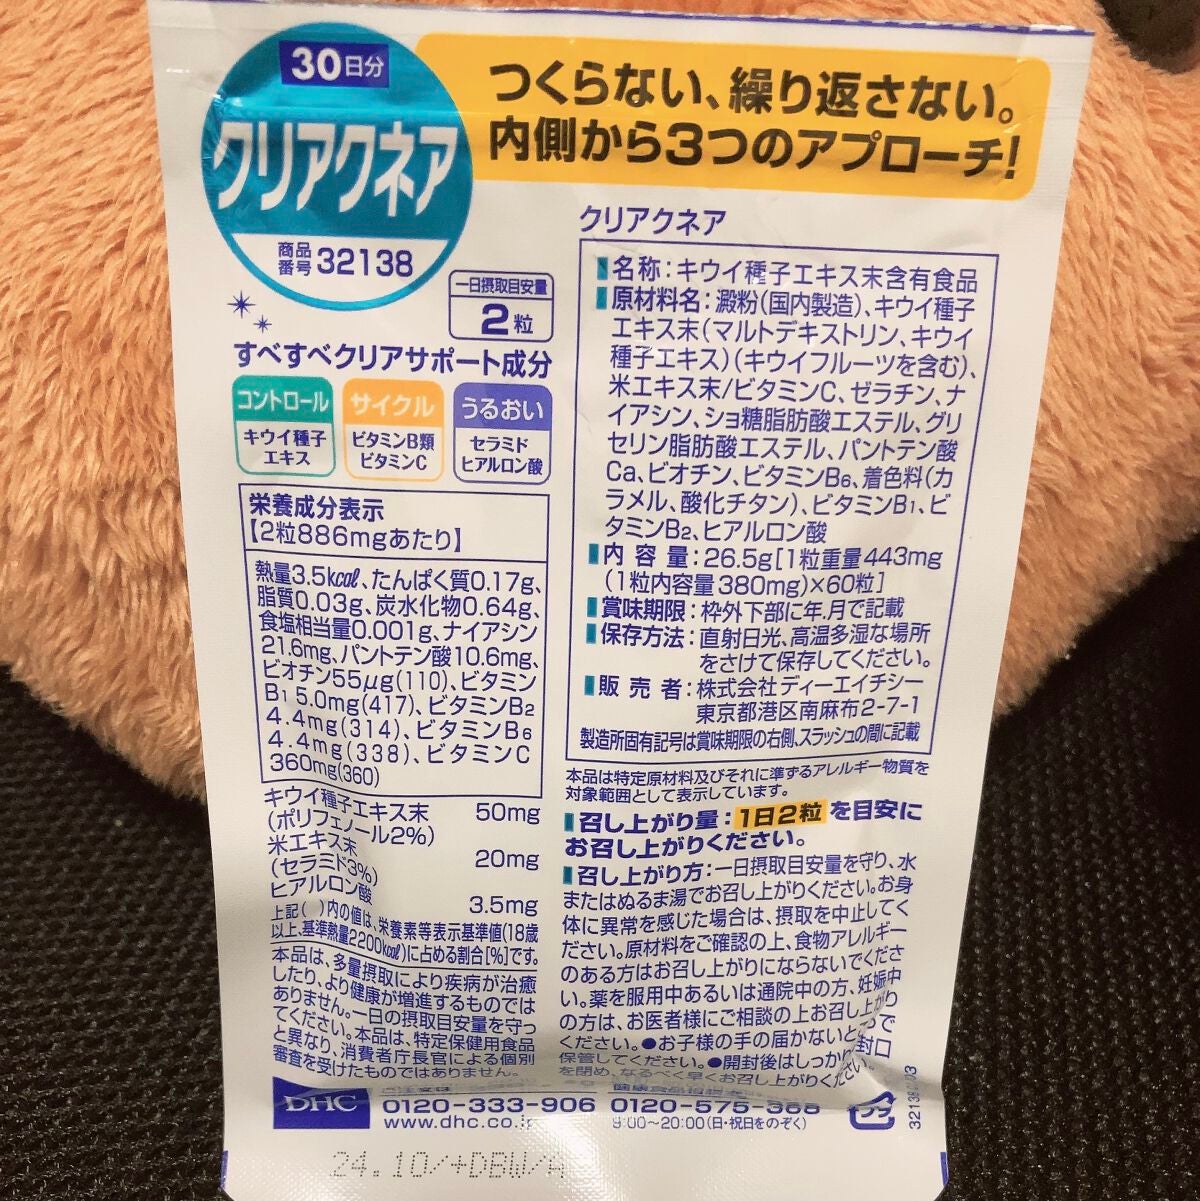 30日分
クリアクネア
商品
番号 32138
つくらない、繰り返さない。
内側から3つのアプローチ!
一日摂取目安量
2粒
すべすべクリアサポート成分
コントロール
キウイ種子
エキス
サイクル
ビタミンB類
ビタミンC
うるおい
セラミド
ヒアルロン酸
栄養成分表示
【2粒886mgあたり】
熱量3.5kcal、たんぱく質0.17g、
脂質0.03g、炭水化物0.64g、
食塩相当量0.001g、ナイアシン
21.6mg、パントテン酸10.6mg、
ビオチン55μg(110)、ビタミン
B1 5.0mg(417)、ビタミンB2
4.4mg(314)、ビタミンB6
4.4mg(338)、ビタミンC
360mg(360)
キウイ種子エキス末 50mg
(ポリフェノール2%)
米エキス末 20mg
(セラミド3%)
ヒアルロン酸 3.5mg
上記( )内の値は、栄養素等表示基準値(18歳
以上、基準熱量2200kcal)に占める割合[%]です。
本品は、多量摂取により疾病が治癒
したり、より健康が増進するものでは
ありません。一日の摂取目安量を守っ
てください。本品は、特定保健用食品
と異なり、消費者庁長官による個別
審査を受けたものではありません。
クリアクネア
名称:キウイ種子エキス末含有食品
原材料名:澱粉(国内製造)、キウイ種子
エキス末(マルトデキストリン、キウイ
種子エキス)(キウイフルーツを含む)、
米エキス末/ビタミンC、ゼラチン、ナ
イアシン、ショ糖脂肪酸エステル、グリ
セリン脂肪酸エステル、パントテン酸
Ca、ビオチン、ビタミンB6、着色料(カ
ラメル、酸化チタン)、ビタミンB1、ビ
タミンB2、ヒアルロン酸
内容量:26.5g[1粒重量443mg
(1粒内容量380mg)×60粒]
賞味期限:枠外下部に年.月で記載
保存方法:直射日光、高温多湿な場所
をさけて保存してください。
販売者:株式会社ディーエイチシー
東京都港区南麻布2-7-1
製造所固有記号は賞味期限の右側、スラッシュの間に記載
本品は特定原材料及びそれに準ずるアレルギー物質を
対象範囲として表示しています。
召し上がり量:1日2粒を目安に
お召し上がりください。
召し上がり方:一日摂取目安量を守り、水
またはぬるま湯でお召し上がりください。お身
体に異常を感じた場合は、摂取を中止してく
ださい。原材料をご確認の上、食物アレルギー
のある方はお召し上がりにならないでくださ
い。薬を服用中あるいは通院中の方、妊娠中
の方は、お医者様にご相談の上お召し上がり
ください。●お子様の手の届かないところで
保管してください。●開封後はしっかり封口
を閉め、なるべく早くお召し上がりください。
DHC
0120-333-906 0120-575-368
www.dhc.co.jp 9:00〜20:00(日・祝日をのぞく)
プラ
24.10/+DBW/A